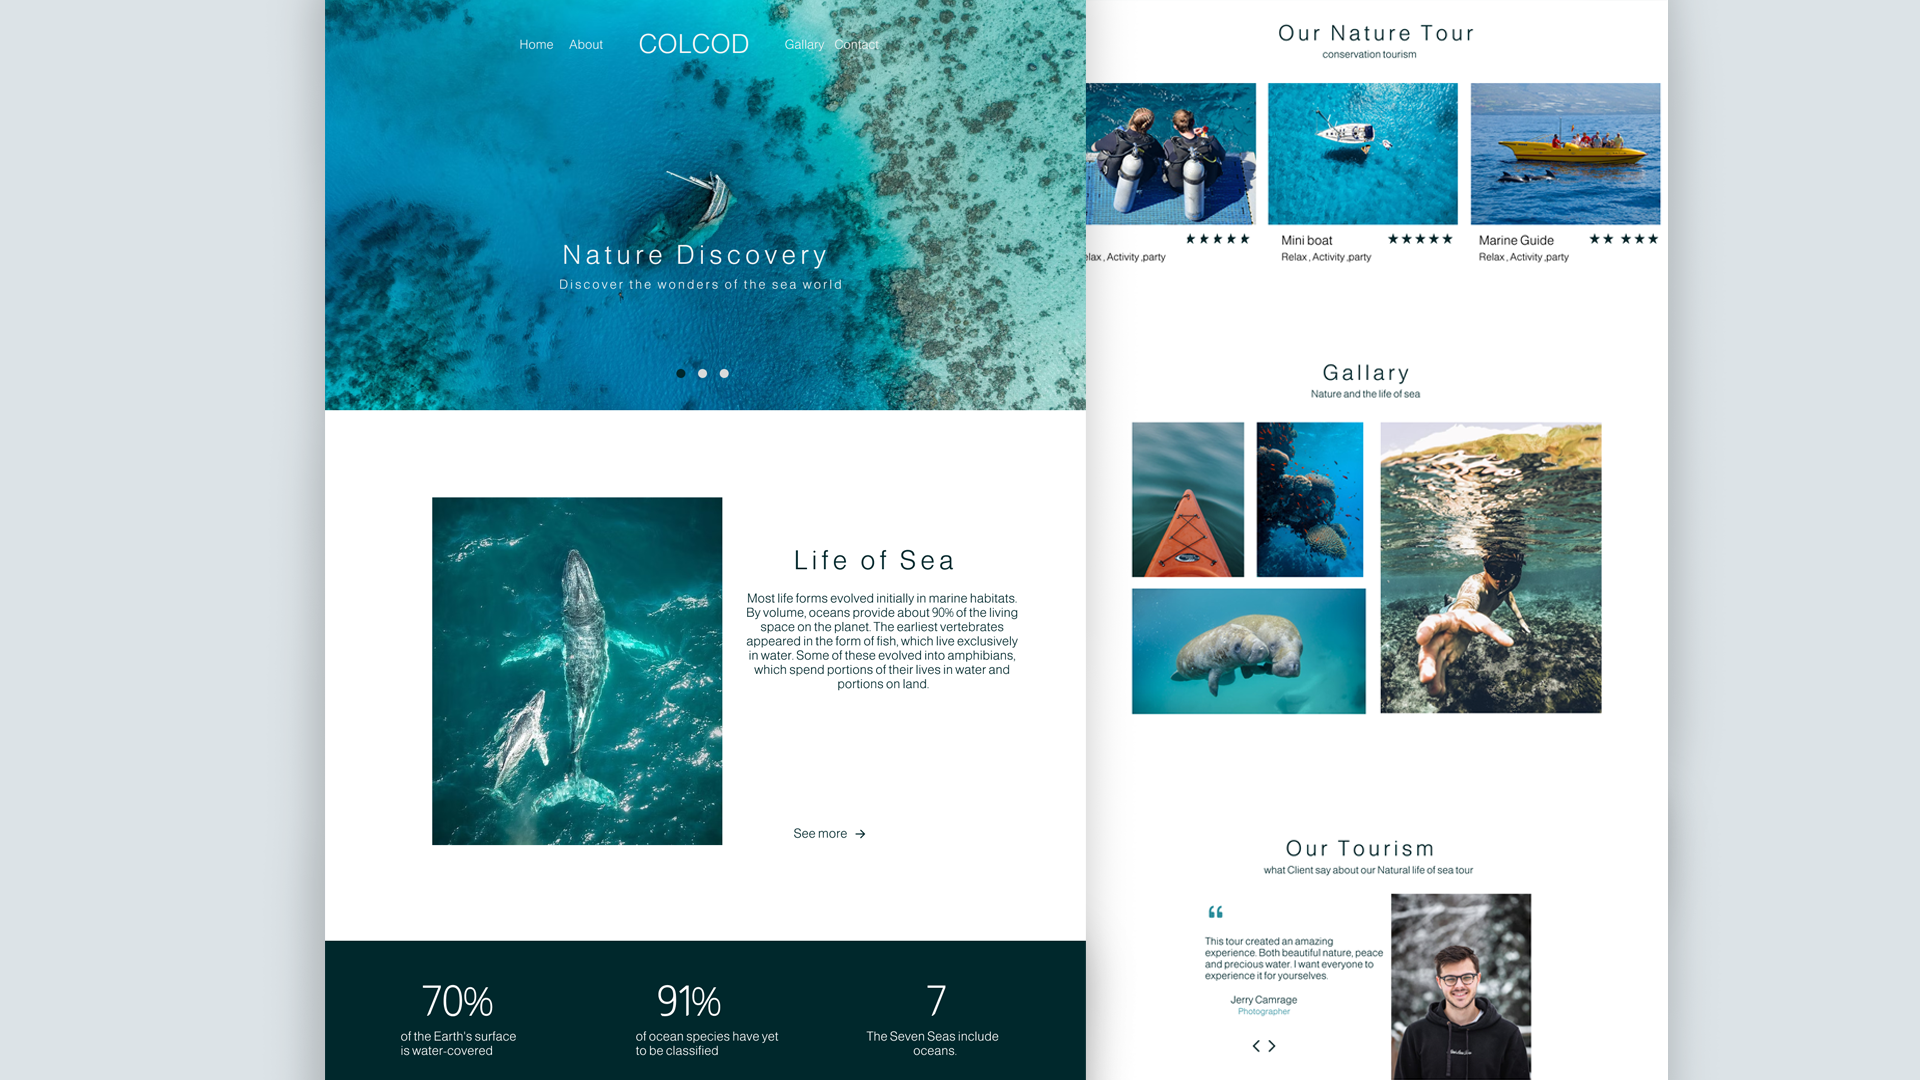 Home About COLCOD Gallary Contact
Nature Discovery
Discover the wonders of the sea world
Life of Sea
Most life forms evolved initially in marine habitats.
By volume, oceans provide about 90% of the living
space on the planet. The earliest vertebrates
appeared in the form of fish, which live exclusively
in water. Some of these evolved into amphibians,
which spend portions of their lives in water and
portions on land.
See more
70%
of the Earth's surface
is water-covered
91%
of ocean species have yet
to be classified
7
The Seven Seas include
oceans.
Our Nature Tour
conservation tourism
elax , Activity ,party
Mini boat
Relax , Activity ,party
Marine Guide
Relax , Activity ,party
Gallary
Nature and the life of sea
Our Tourism
what Client say about our Natural life of sea tour
“
This tour created an amazing
experience. Both beautiful nature, peace
and precious water. I want everyone to
experience it for yourselves.
Jerry Camrage
Photographer